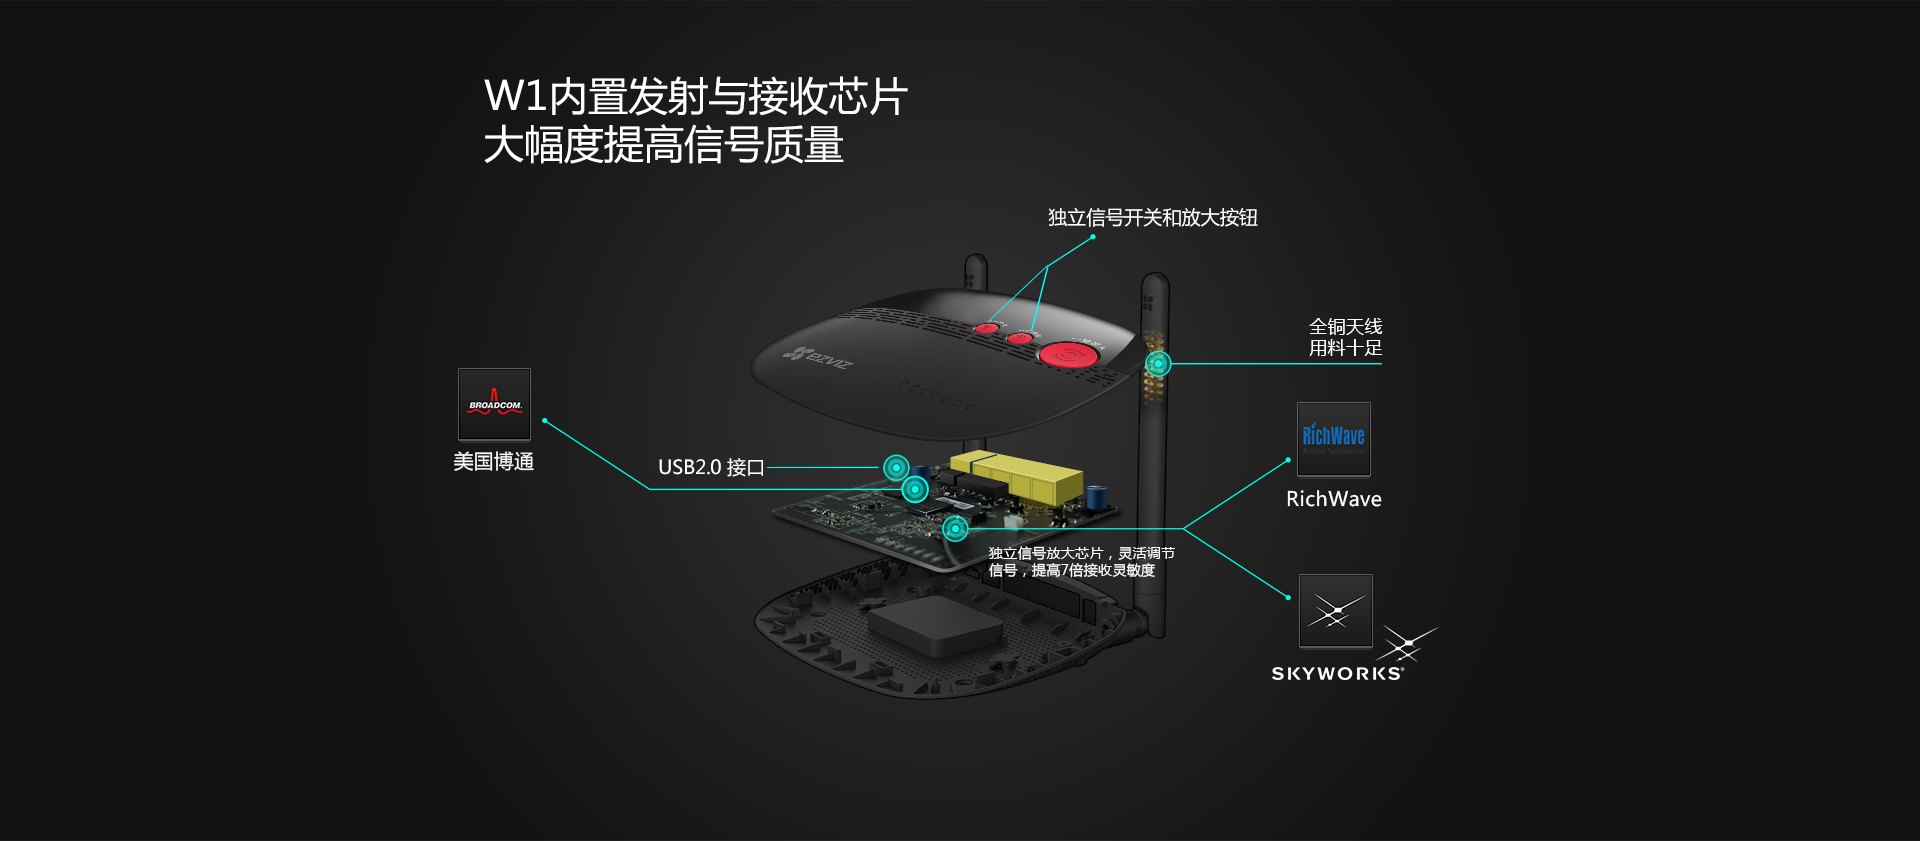 W1内置发射与接收芯片
大幅度提高信号质量
独立信号开关和放大按钮
全铜天线
用料十足
EZVIZ
BROADCOM.
美国博通
USB2.0 接口
RichWave
RichWave
独立信号放大芯片，灵活调节
信号，提高7倍接收灵敏度
SKYWORKS®